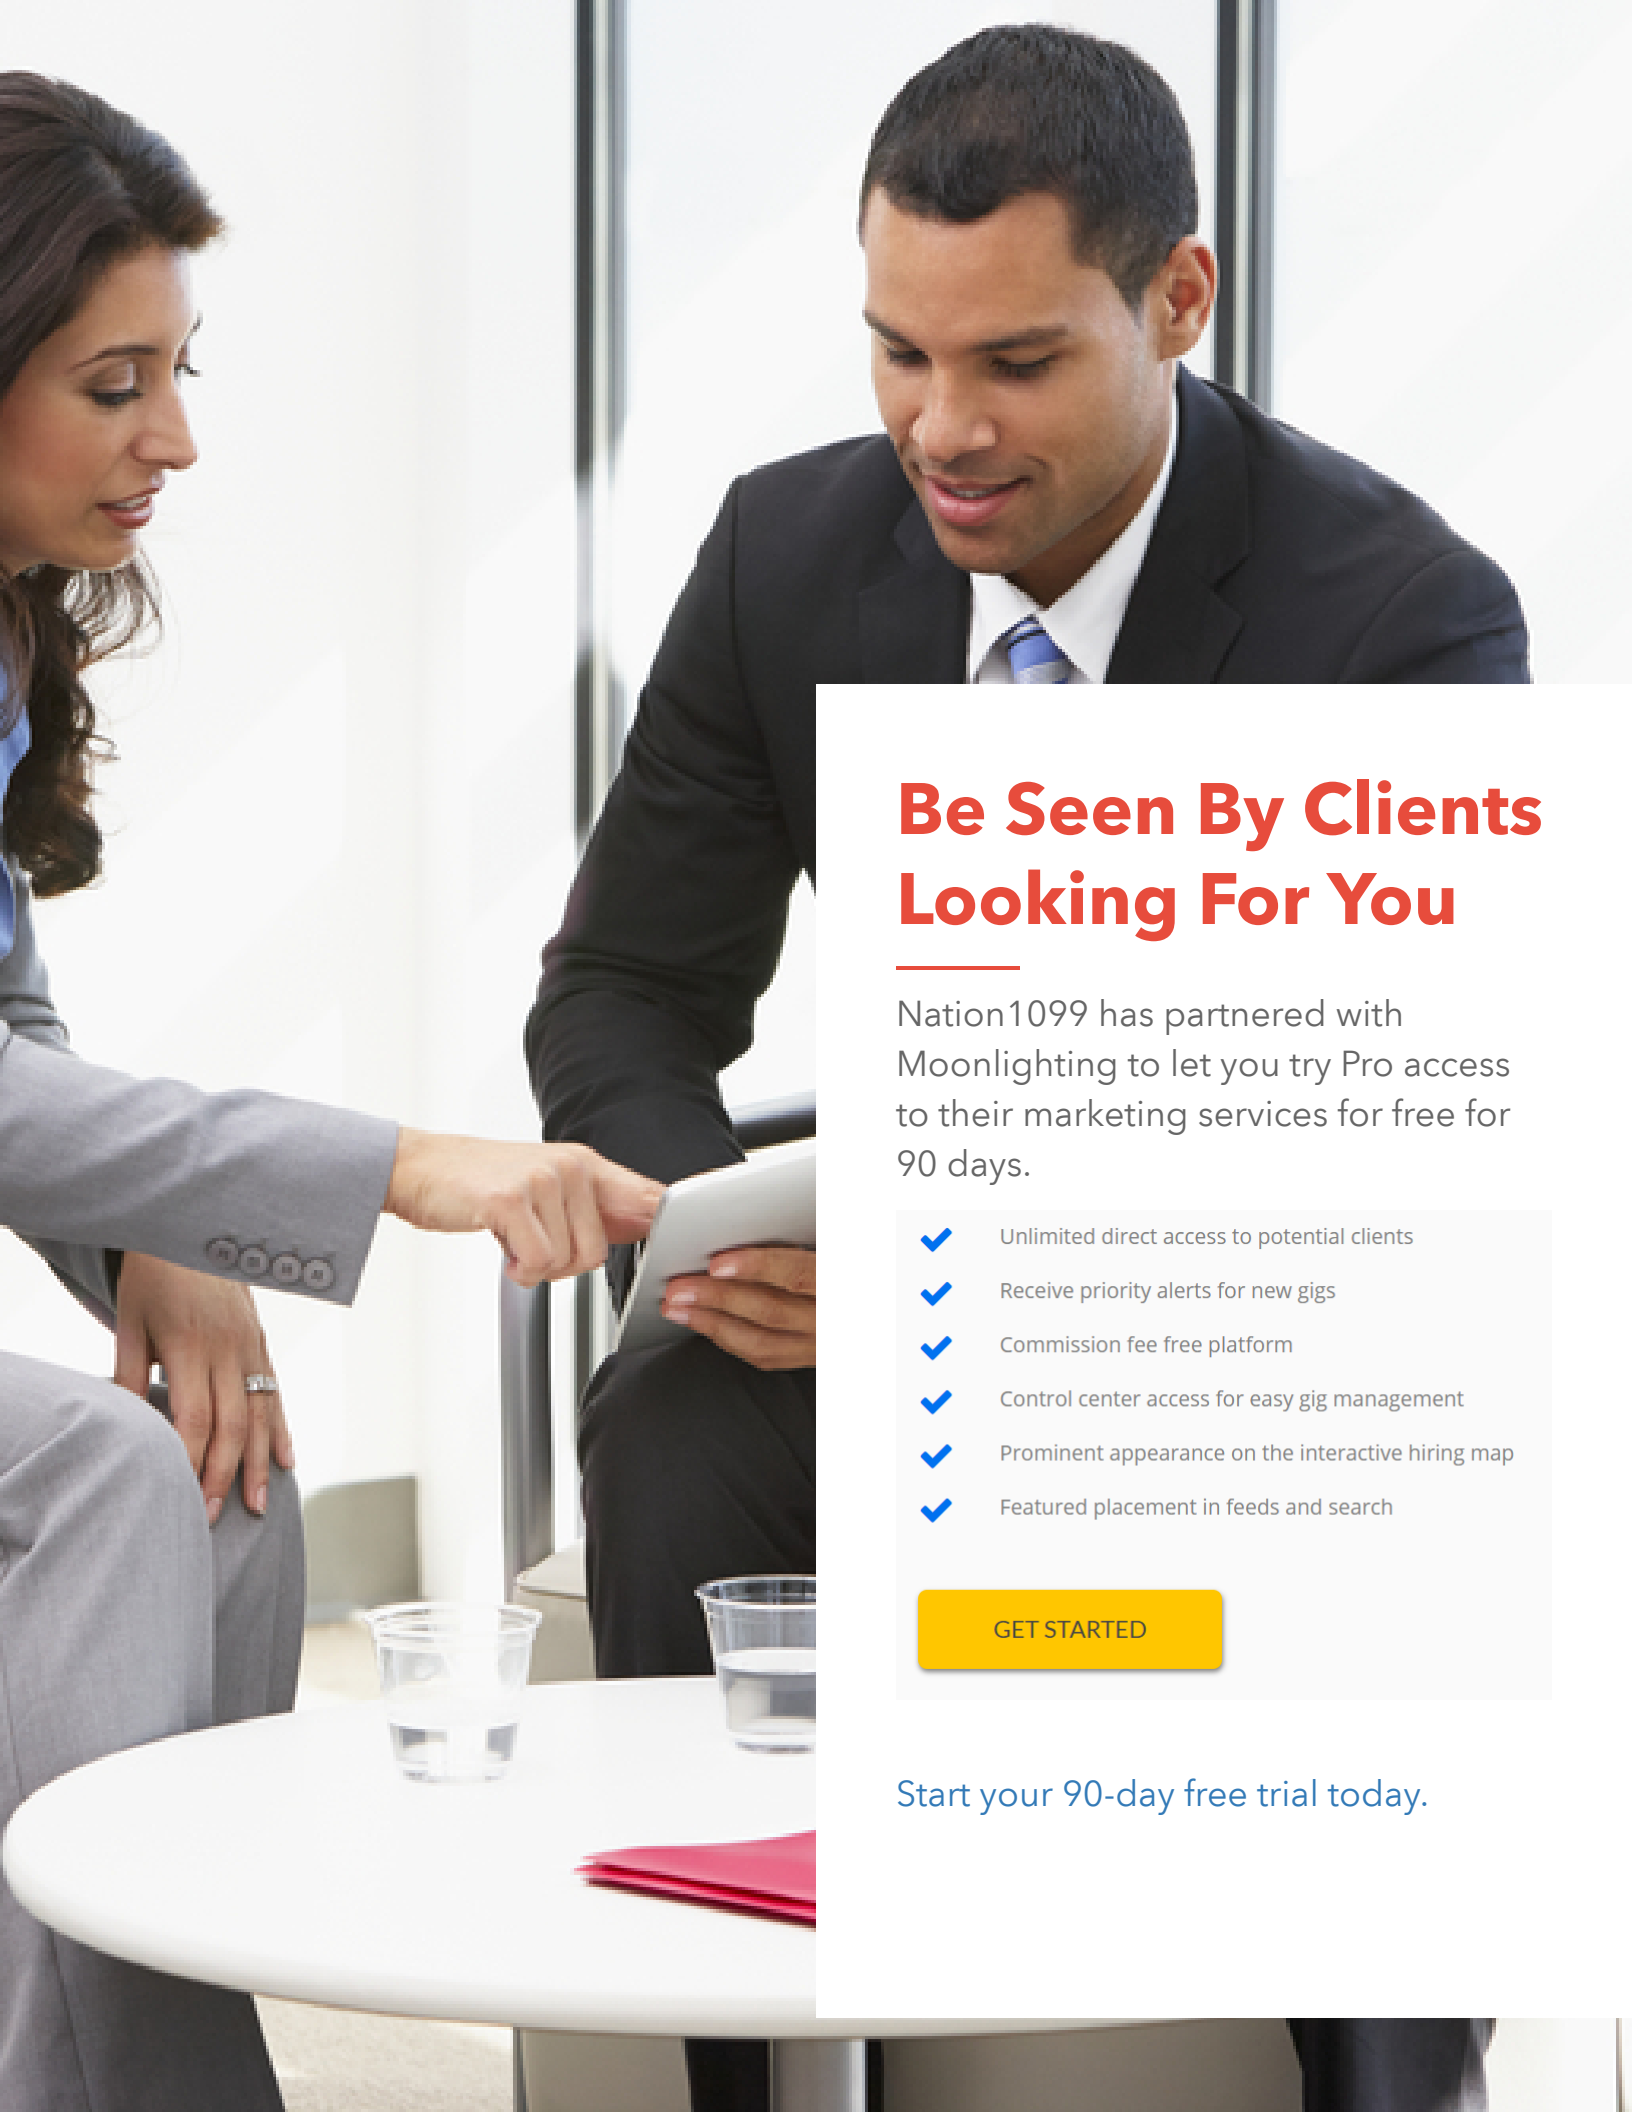 Be Seen By Clients
Looking For You
Nation1099 has partnered with
Moonlighting to let you try Pro access
to their marketing services for free for
90 days.
Unlimited direct access to potential clients
Receive priority alerts for new gigs
Commission fee free platform
Control center access for easy gig management
Prominent appearance on the interactive hiring map
Featured placement in feeds and search
GET STARTED
Start your 90-day free trial today.